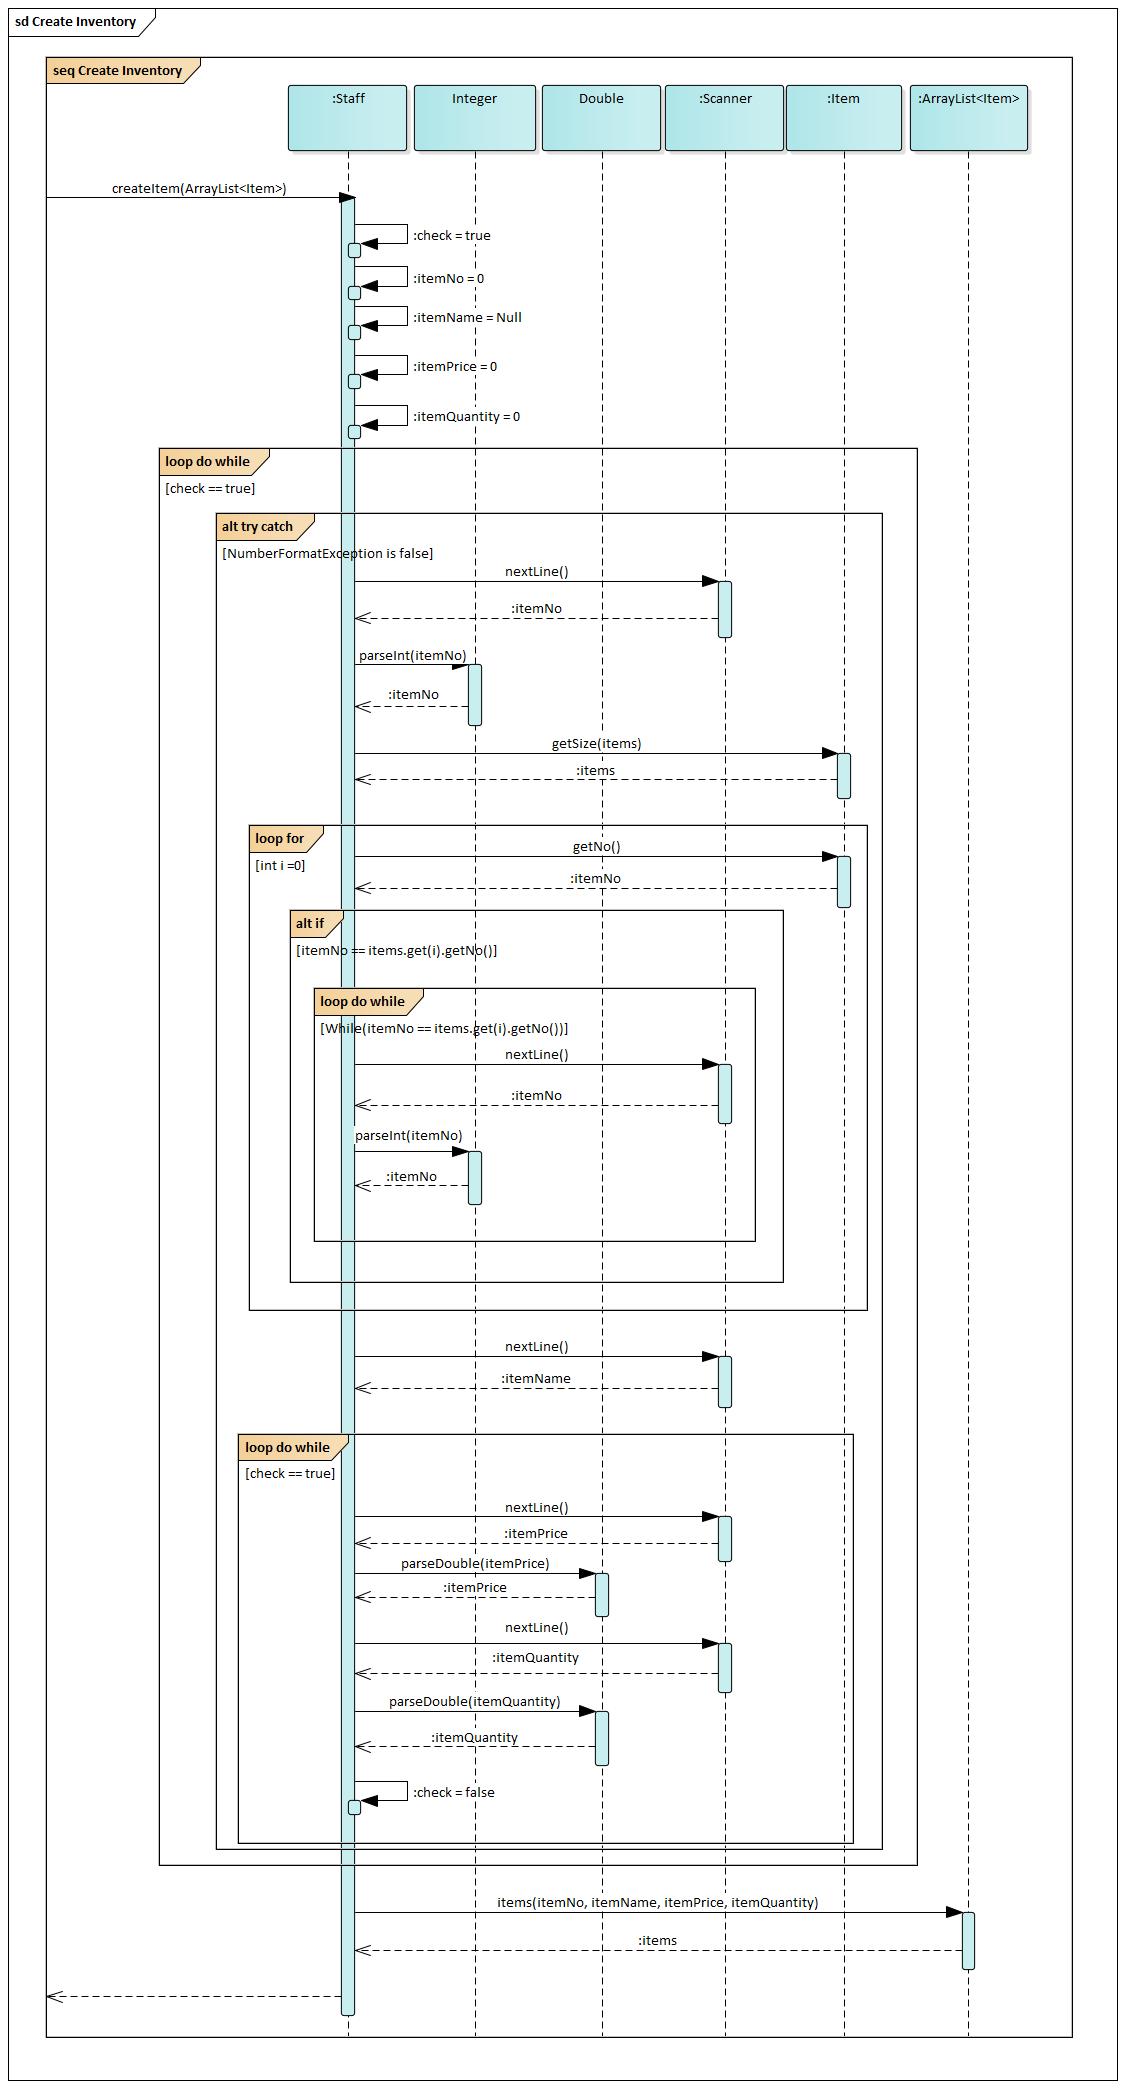 sd Create Inventory
seq Create Inventory
:Staff
Integer
Double
:Scanner
:Item
:ArrayList<Item>
createItem(ArrayList<Item>)
:check = true
:itemNo = 0
:itemName = Null
:itemPrice = 0
:itemQuantity = 0
loop do while
[check == true]
alt try catch
[NumberFormatException is false]
nextLine()
:itemNo
parseInt(itemNo)
:itemNo
getSize(items)
:items
loop for
[int i =0]
getNo()
:itemNo
alt if
[itemNo == items.get(i).getNo()]
loop do while
[While(itemNo == items.get(i).getNo())]
nextLine()
:itemNo
parseInt(itemNo)
:itemNo
nextLine()
:itemName
loop do while
[check == true]
nextLine()
:itemPrice
parseDouble(itemPrice)
:itemPrice
nextLine()
:itemQuantity
parseDouble(itemQuantity)
:itemQuantity
:check = false
items(itemNo, itemName, itemPrice, itemQuantity)
:items